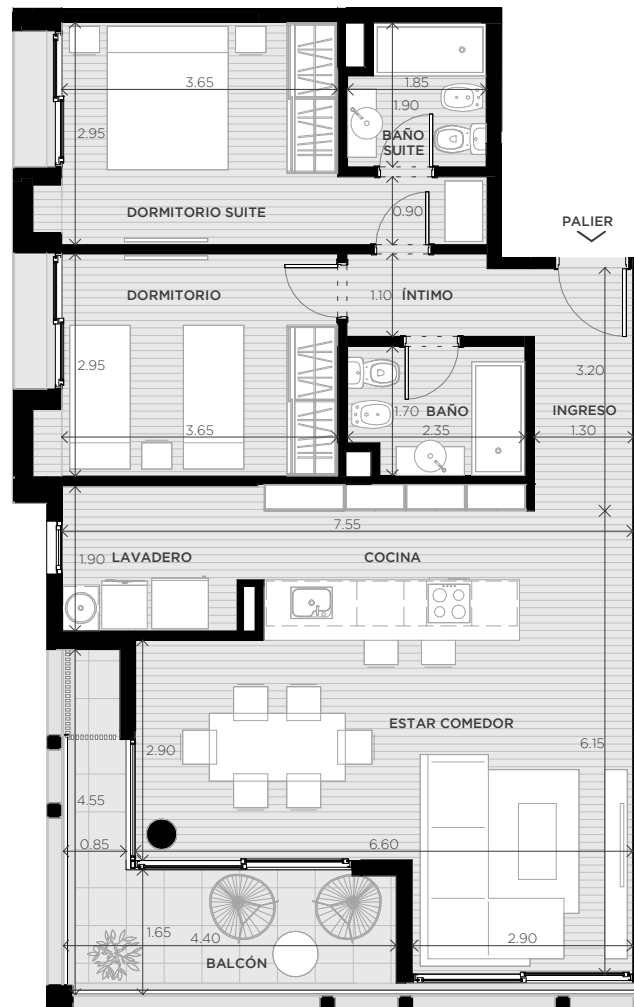 3.65
1.85
1.90
2.95
BAÑO
SUITE
DORMITORIO SUITE
0.90
PALIER
DORMITORIO
1.10
ÍNTIMO
2.95
3.20
1.70
BAÑO
INGRESO
3.65
2.35
1.30
7.55
1.90
LAVADERO
COCINA
ESTAR COMEDOR
2.90
6.15
4.55
0.85
6.60
1.65
4.40
2.90
BALCÓN